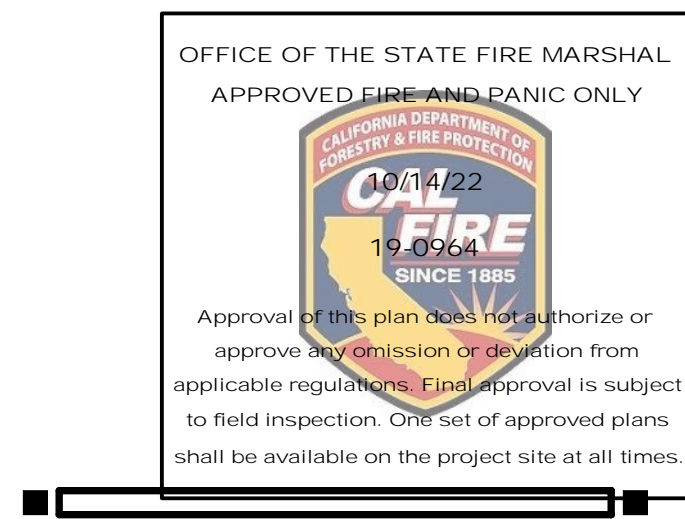 OFFICE OF THE STATE FIRE MARSHAL
APPROVED FIRE AND PANIC ONLY
CALIFORNIA DEPARTMENT OF
FORESTRY & FIRE PROTECTION
10/14/22
CAL
FIRE
19-0964
SINCE 1885
Approval of this plan does not authorize or
approve any omission or deviation from
applicable regulations. Final approval is subject
to field inspection. One set of approved plans
shall be available on the project site at all times.